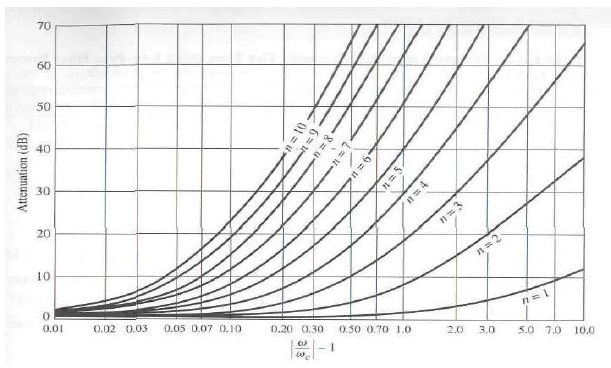 70
60
50
40
30
20
10
0
Attenuation (dB)
n = 10
n = 9
n = 8
n = 7
n = 6
n = 5
n = 4
n = 3
n = 2
n = 1
0.01 0.02 0.03 0.05 0.07 0.10 0.20 0.30 0.50 0.70 1.0 2.0 3.0 5.0 7.0 10.0
|ω/ωc| − 1